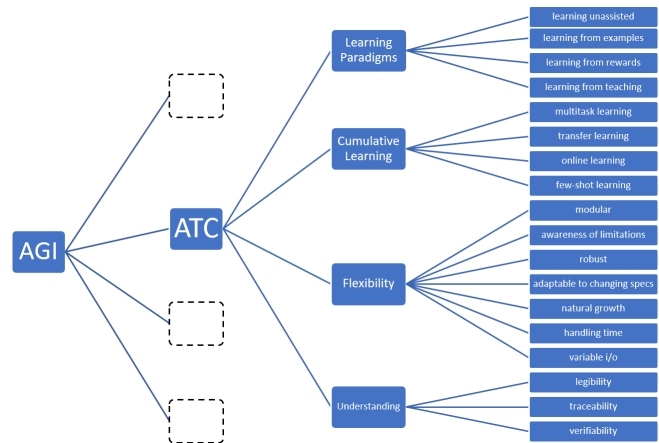 AGI
ATC
Learning
Paradigms
learning unassisted
learning from examples
learning from rewards
learning from teaching
Cumulative
Learning
multitask learning
transfer learning
online learning
few-shot learning
Flexibility
modular
awareness of limitations
robust
adaptable to changing specs
natural growth
handling time
variable i/o
Understanding
legibility
traceability
verifiability